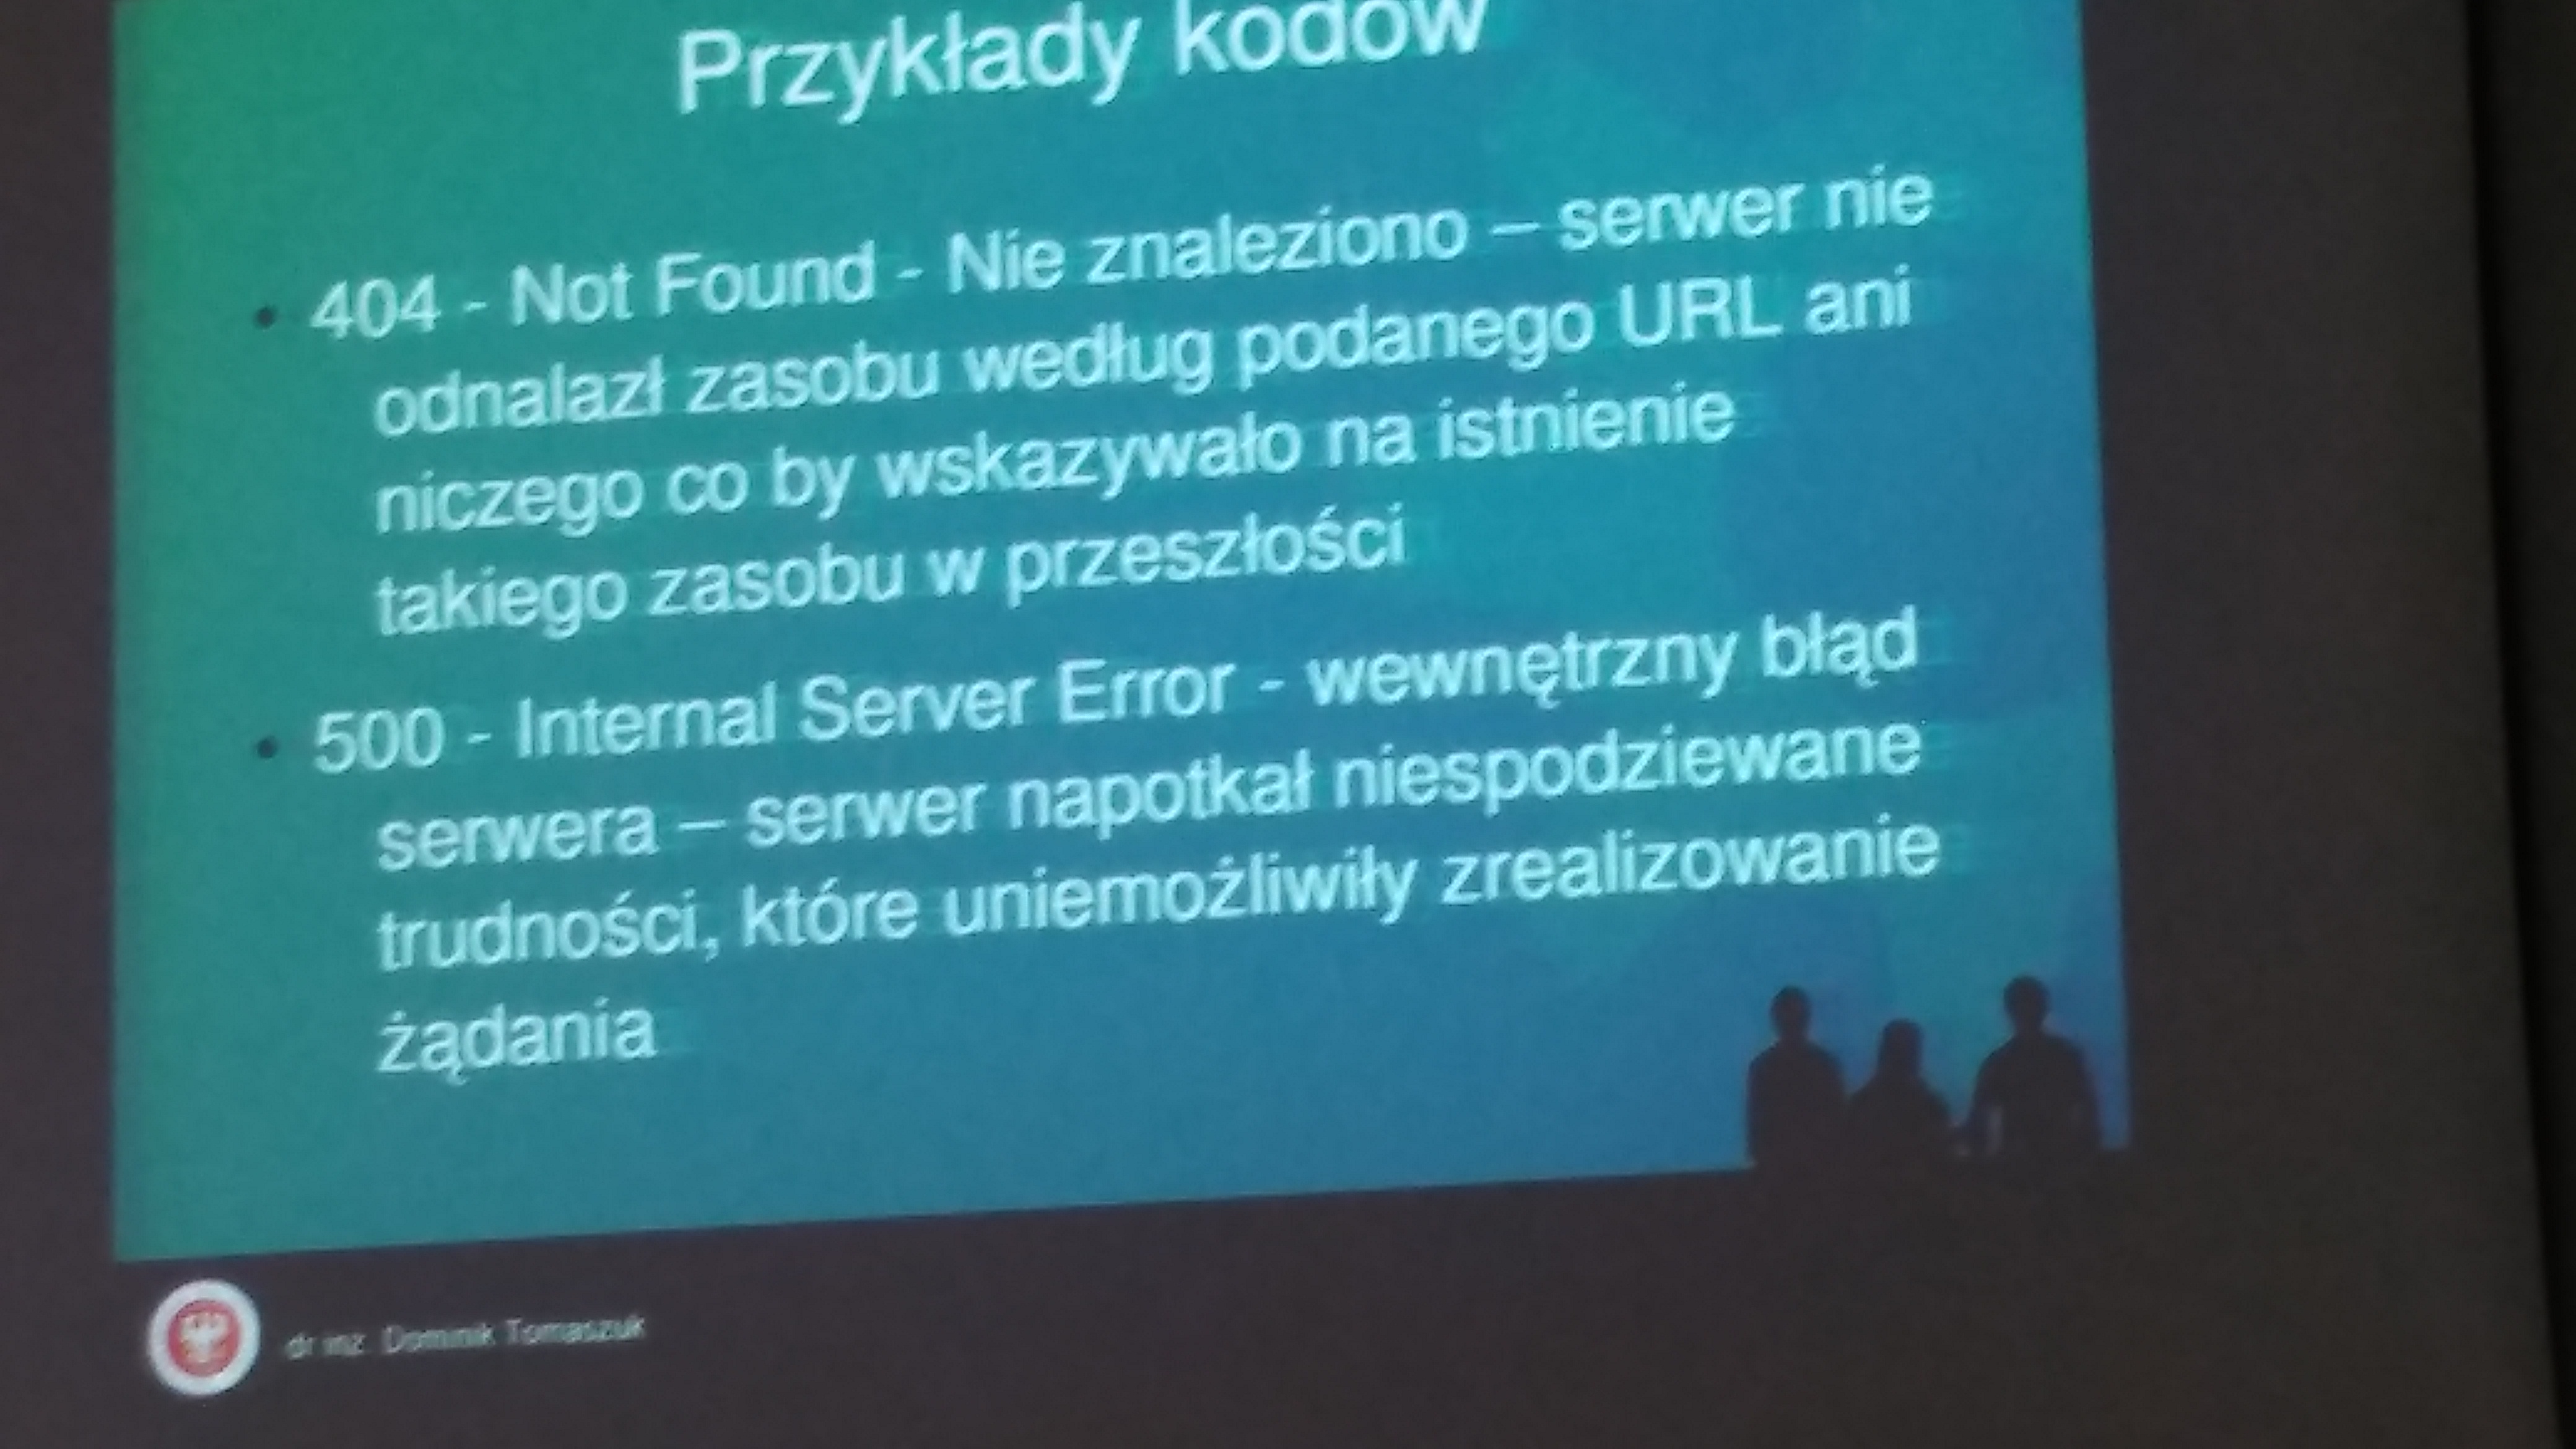 Przykłady kodów
• 404 - Not Found - Nie znaleziono – serwer nie
odnalazł zasobu według podanego URL ani
niczego co by wskazywało na istnienie
takiego zasobu w przeszłości
• 500 - Internal Server Error - wewnętrzny błąd
serwera – serwer napotkał niespodziewane
trudności, które uniemożliwiły zrealizowanie
żądania
dr inż. Dominik Tomaszuk